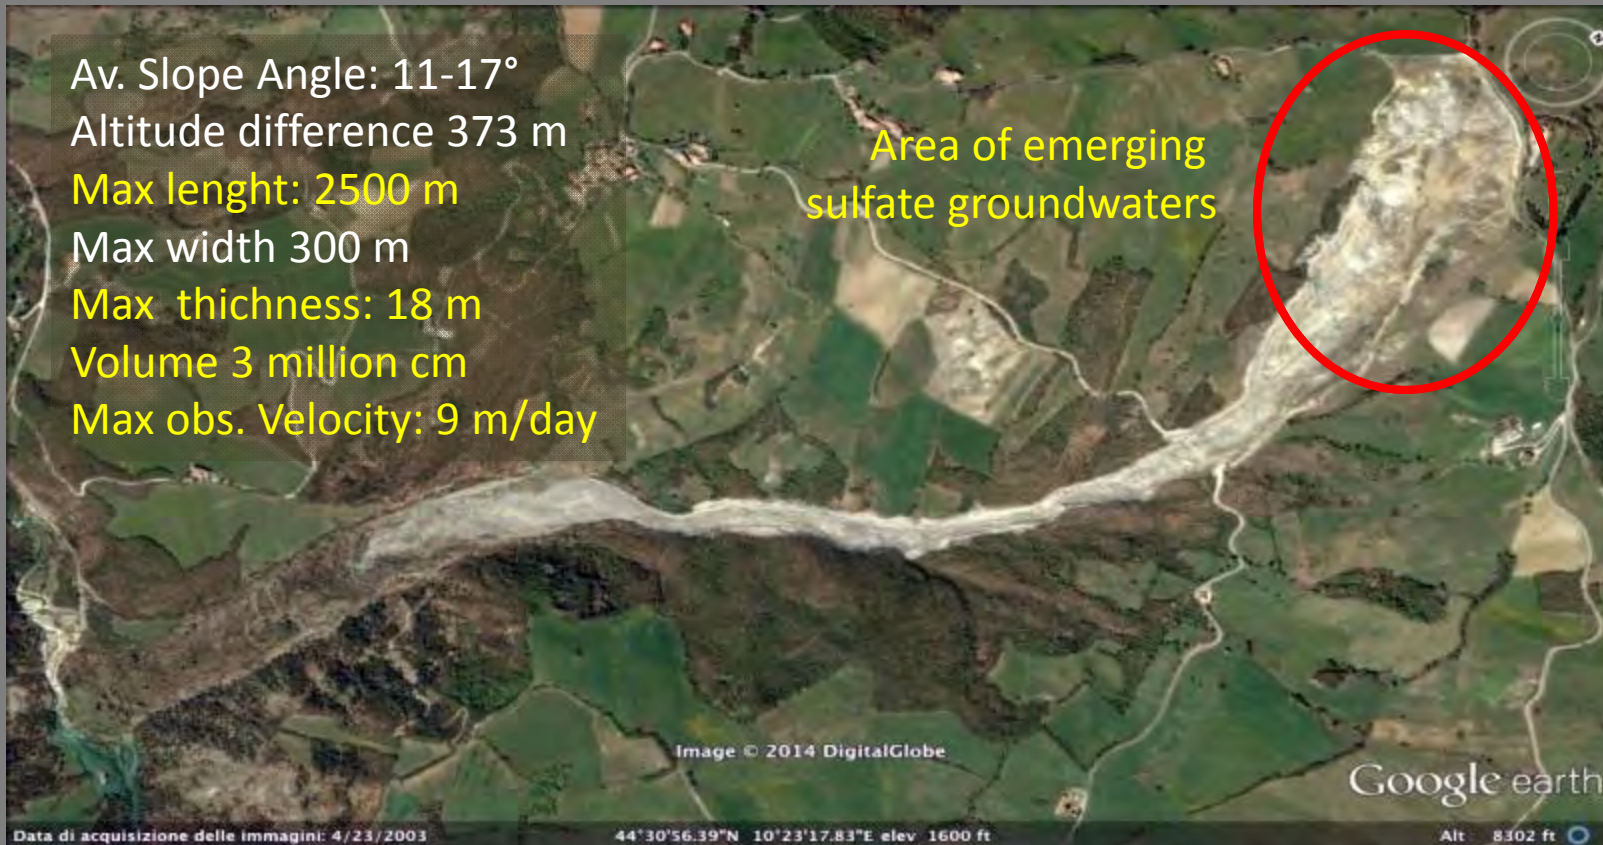 Av. Slope Angle: 11-17°
Altitude difference 373 m
Max lenght: 2500 m
Max width 300 m
Max thichness: 18 m
Volume 3 million cm
Max obs. Velocity: 9 m/day
Area of emerging
sulfate groundwaters
Image © 2014 DigitalGlobe
Google earth
Data di acquisizione delle immagini: 4/23/2003 44°30'56.39"N 10°23'17.83"E elev 1600 ft Alt 8302 ft